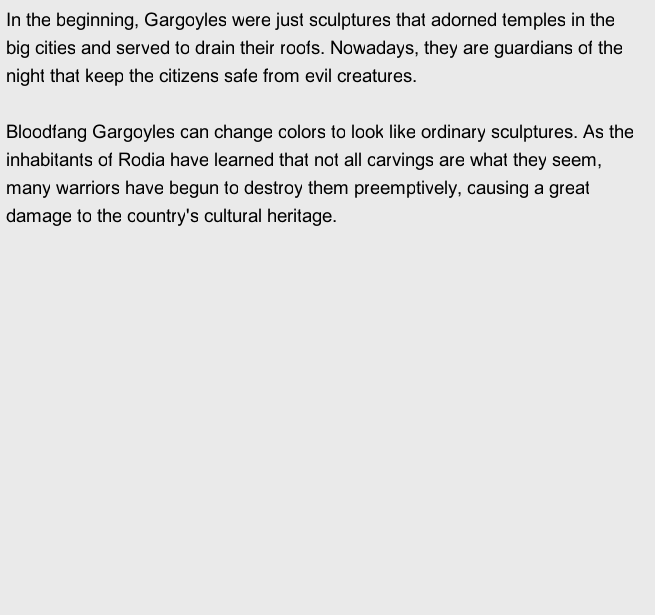 In the beginning, Gargoyles were just sculptures that adorned temples in the
big cities and served to drain their roofs. Nowadays, they are guardians of the
night that keep the citizens safe from evil creatures.

Bloodfang Gargoyles can change colors to look like ordinary sculptures. As the
inhabitants of Rodia have learned that not all carvings are what they seem,
many warriors have begun to destroy them preemptively, causing a great
damage to the country's cultural heritage.